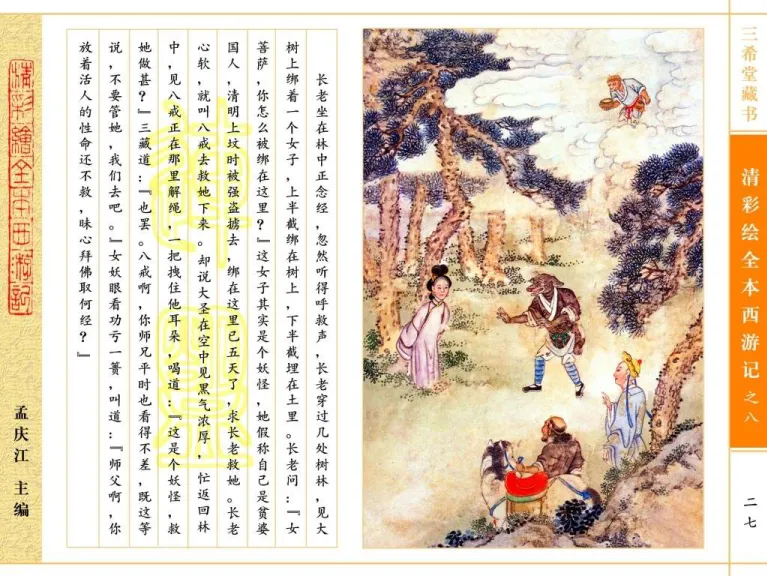 三希堂藏书
清彩绘全本西游记之八
二七
长老坐在林中正念经，忽然听得呼救声，长老穿过几处树林，见大
树上绑着一个女子，上半截绑在树上，下半截埋在土里。长老问：『女
菩萨，你怎么被绑在这里？』这女子其实是个妖怪，她假称自己是贫婆
国人，清明上坟时被强盗掳去，绑在这里已五天了，求长老救她。长老
心软，就叫八戒去救她下来。却说大圣在空中见黑气浓厚，忙返回林
中，见八戒正在那里解绳，一把拽住他耳朵，喝道：『这是个妖怪，救
她做甚？』三藏道：『也罢。八戒啊，你师兄平时也看得不差，既这等
说，不要管她，我们去吧。』女妖眼看功亏一篑，叫道：『师父啊，你
放着活人的性命还不救，昧心拜佛取何经？』
清彩繪全本西游記
孟庆江 主编